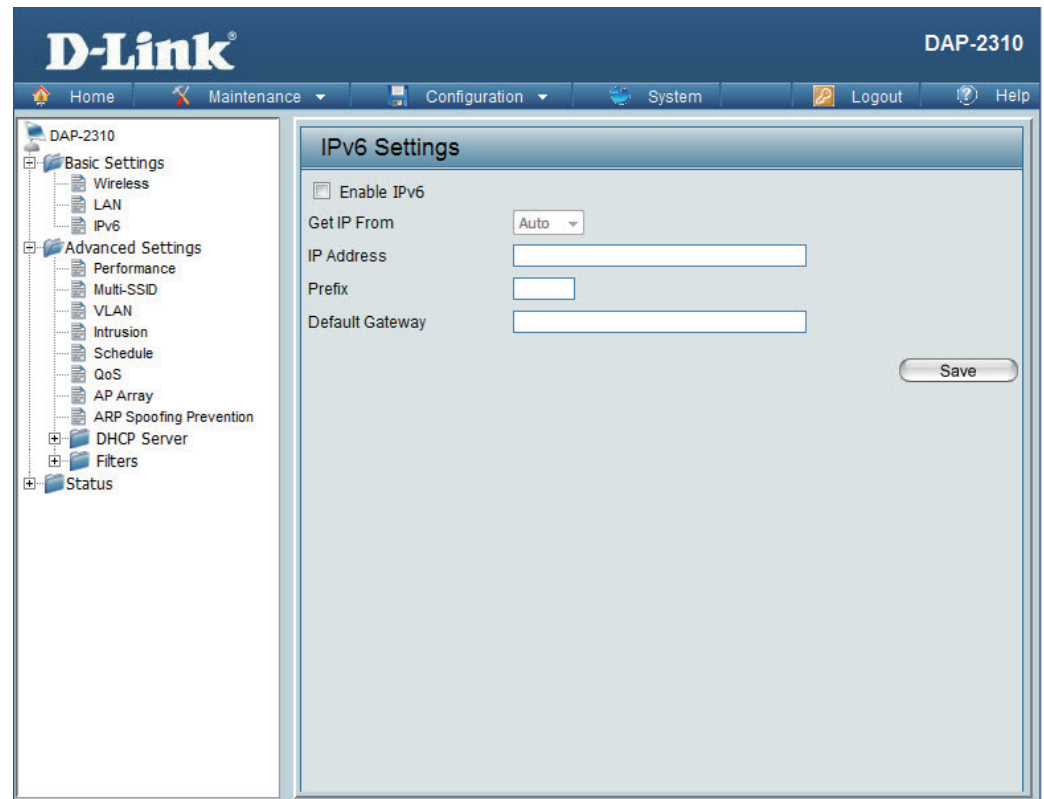 D-Link®
DAP-2310
Home Maintenance Configuration System Logout Help
DAP-2310
Basic Settings
Wireless
LAN
IPv6
Advanced Settings
Performance
Multi-SSID
VLAN
Intrusion
Schedule
QoS
AP Array
ARP Spoofing Prevention
DHCP Server
Filters
Status
IPv6 Settings
Enable IPv6
Get IP From Auto
IP Address
Prefix
Default Gateway
Save